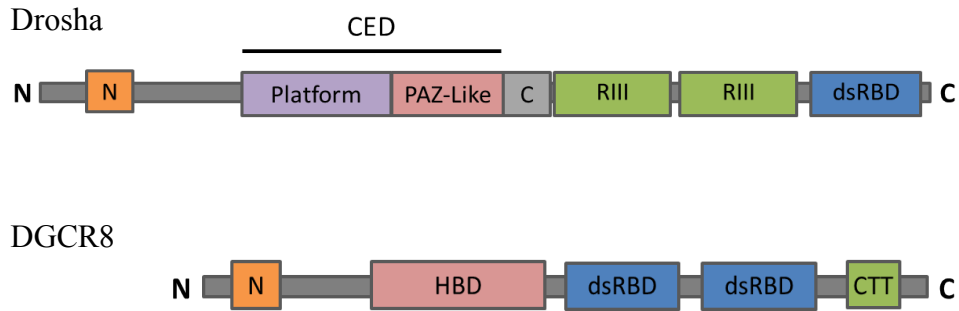 Drosha
CED
N N Platform PAZ-Like C RIII RIII dsRBD C
DGCR8
N N HBD dsRBD dsRBD CTT C